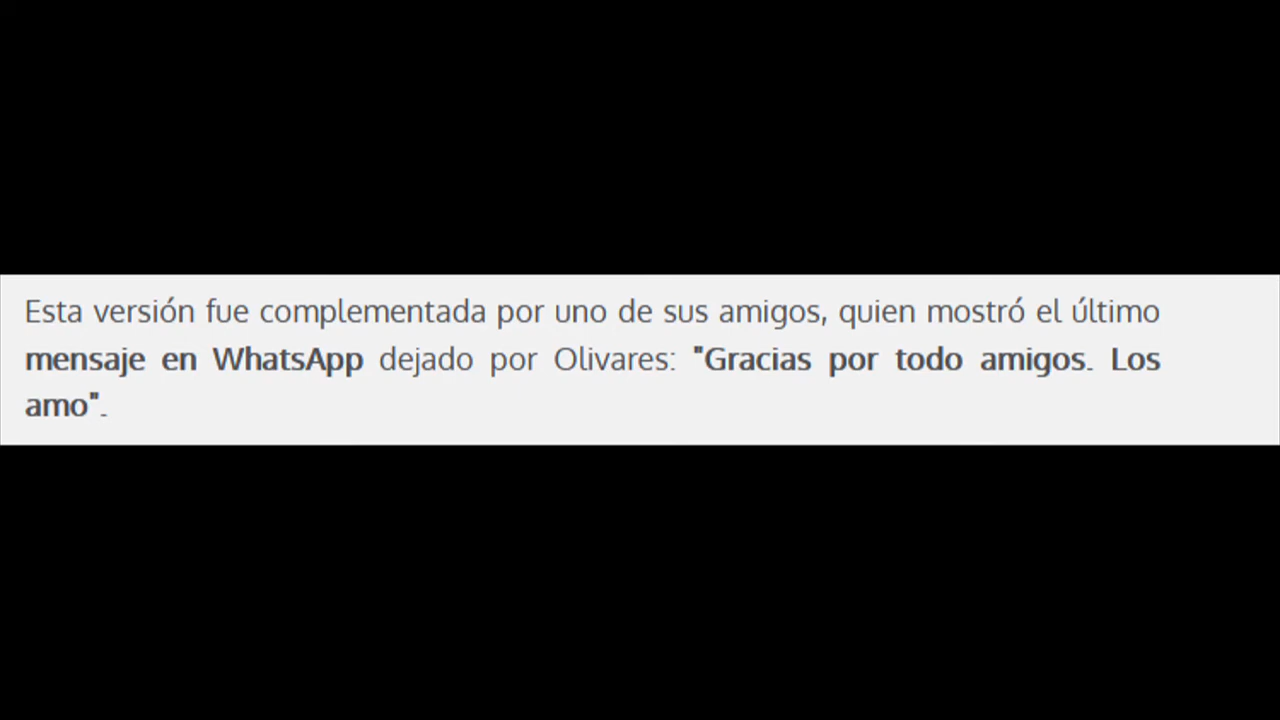 Esta versión fue complementada por uno de sus amigos, quien mostró el último
mensaje en WhatsApp dejado por Olivares: "Gracias por todo amigos. Los
amo".